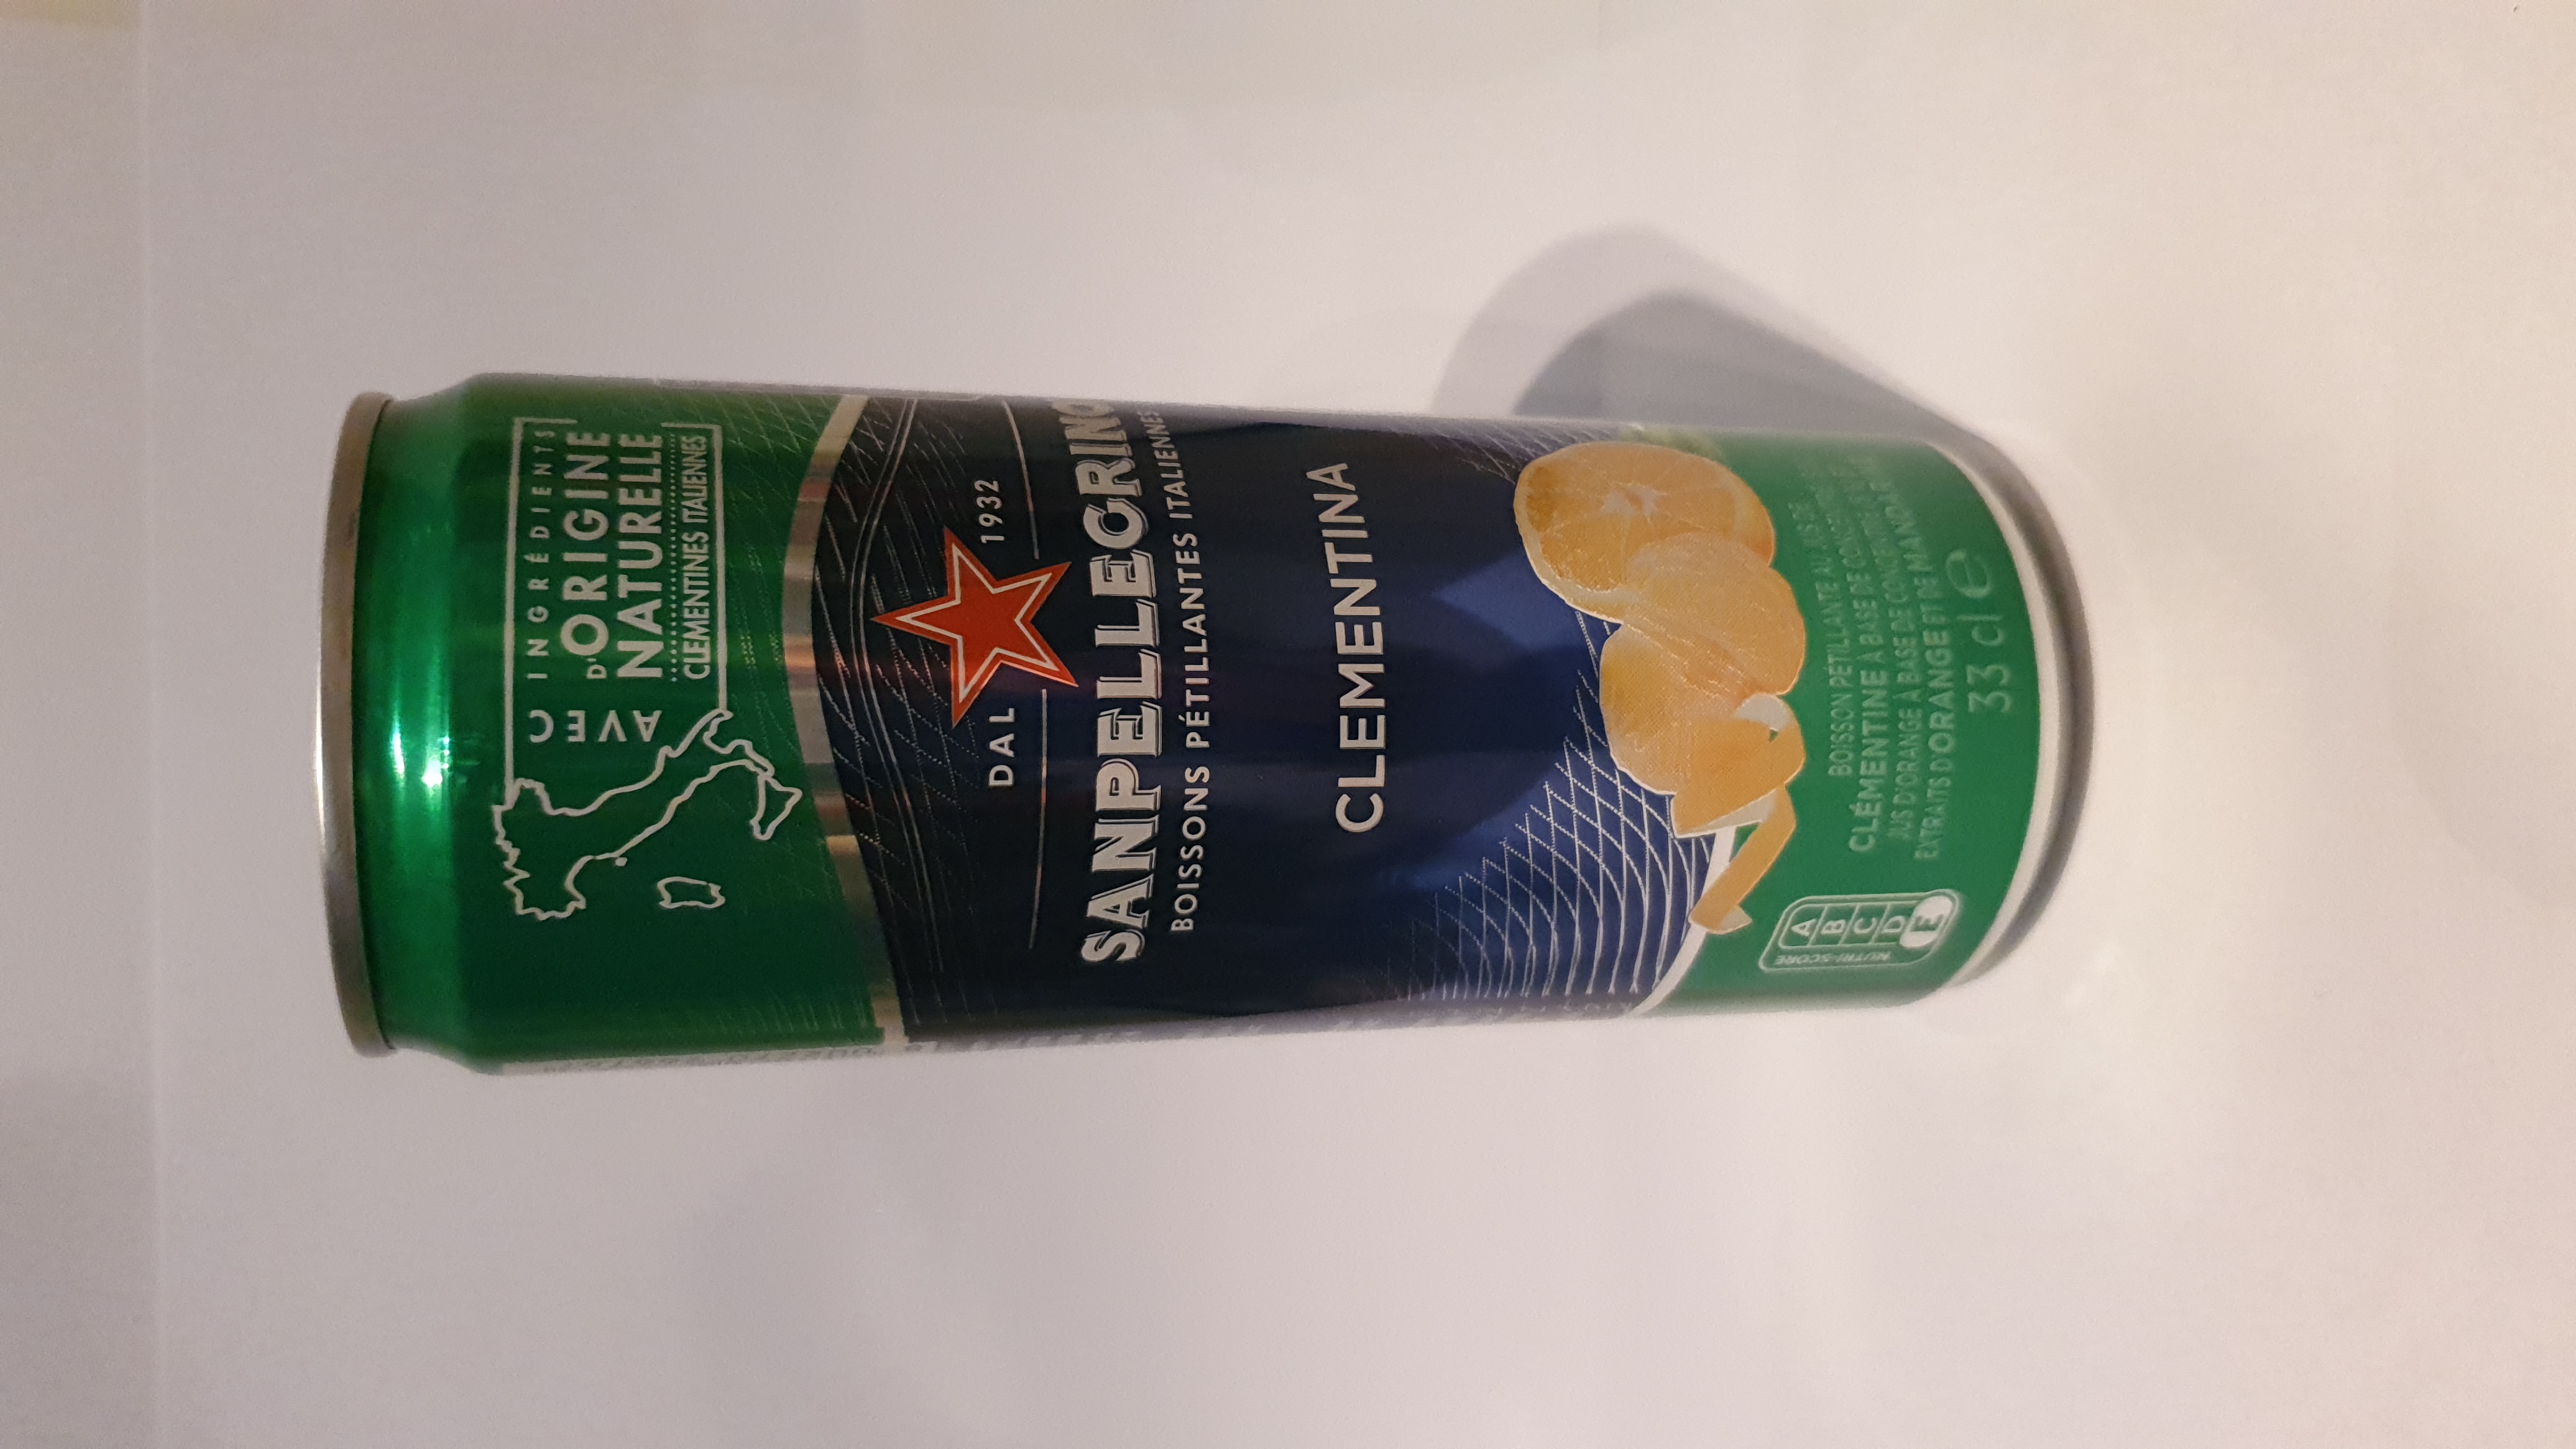 AVEC
INGRÉDIENTS
D'ORIGINE
NATURELLE
CLEMENTINES ITALIENNES
DAL 1932
SANPELLEGRINO
BOISSONS PÉTILLANTES ITALIENNES
CLEMENTINA
NUTRI-SCORE
A
B
C
D
E
BOISSON PÉTILLANTE AU JUS DE
CLÉMENTINE À BASE DE CONCENTRÉ
JUS D'ORANGE À BASE DE CONCENTRÉ
EXTRAITS D'ORANGE ET DE
33 cl e